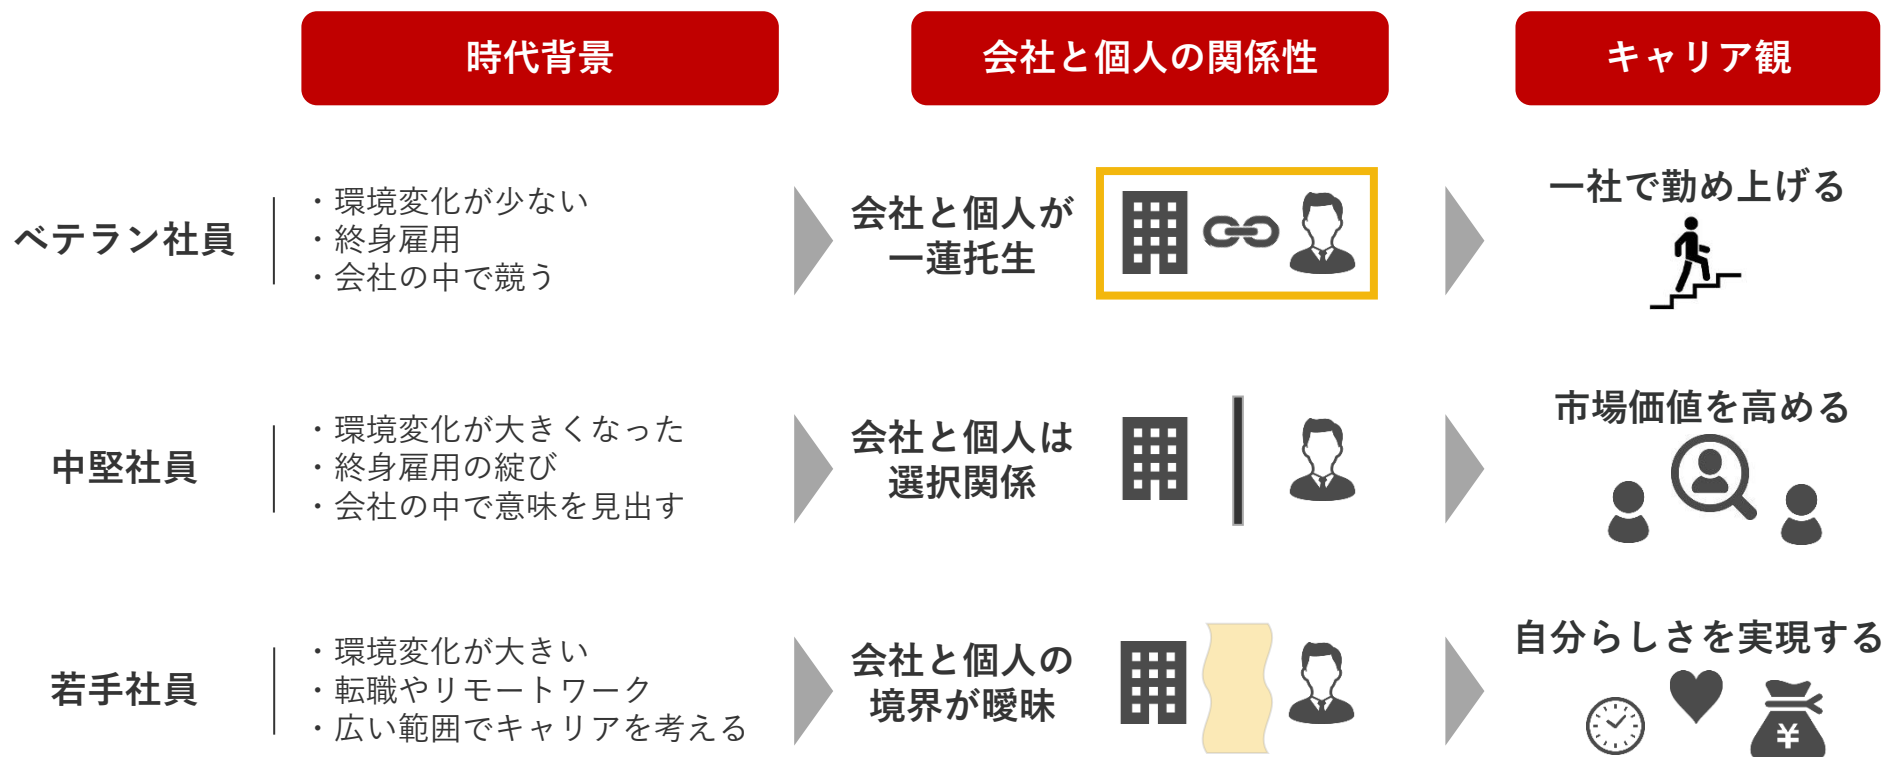 時代背景
会社と個人の関係性
キャリア観
ベテラン社員
・環境変化が少ない
・終身雇用
・会社の中で競う
会社と個人が
一蓮托生
一社で勤め上げる
中堅社員
・環境変化が大きくなった
・終身雇用の綻び
・会社の中で意味を見出す
会社と個人は
選択関係
市場価値を高める
若手社員
・環境変化が大きい
・転職やリモートワーク
・広い範囲でキャリアを考える
会社と個人の
境界が曖昧
自分らしさを実現する
¥